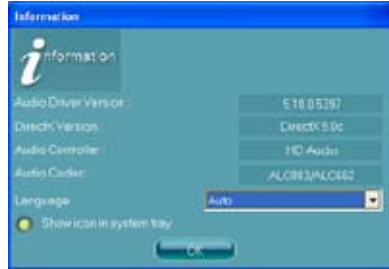 Information
information
Audio Driver Version :
5.10.0.5397
DirectX Version :
DirectX 9.0c
Audio Controller :
HD Audio
Audio Codec :
ALC883/ALC662
Language
Auto
Show icon in system tray
OK